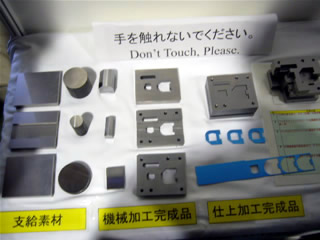 手を触れないでください。
Don't Touch, Please.
支給素材
機械加工完成品
仕上加工完成品